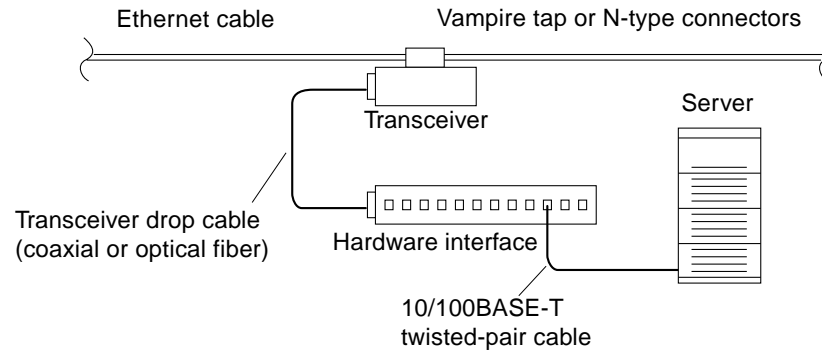 Ethernet cable
Vampire tap or N-type connectors
Server
Transceiver
Transceiver drop cable
(coaxial or optical fiber)
Hardware interface
10/100BASE-T
twisted-pair cable